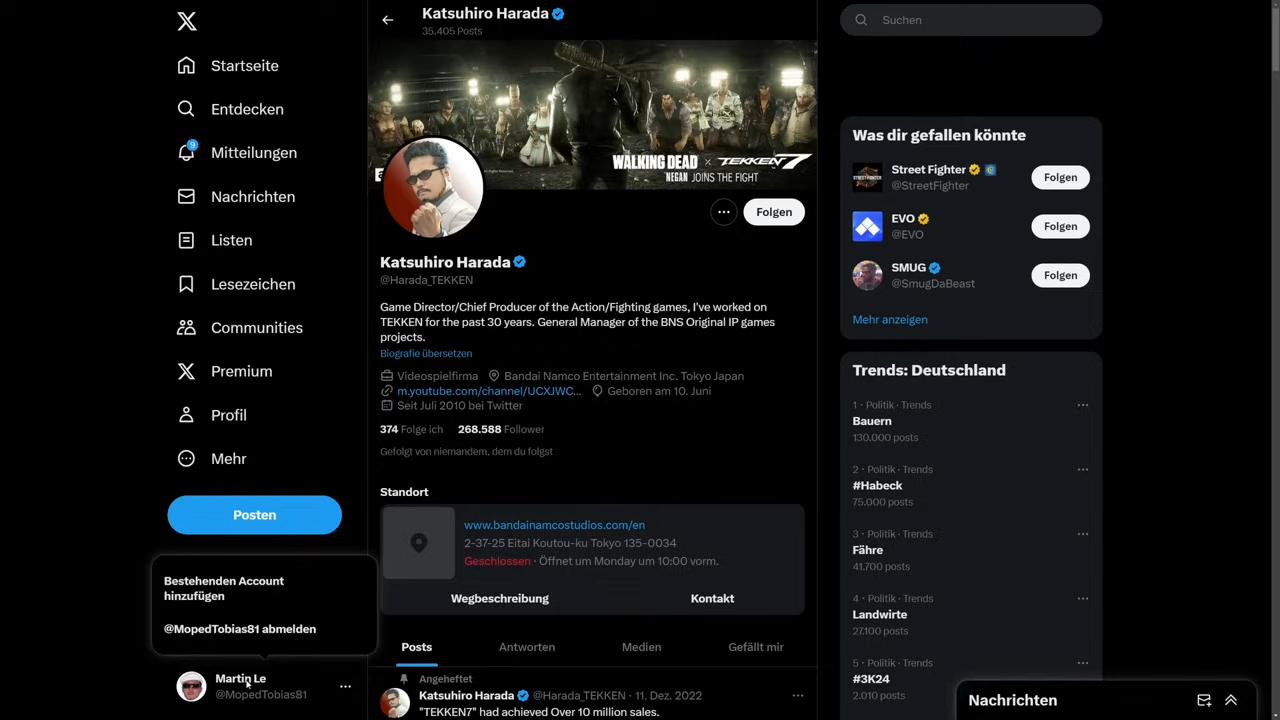 Startseite
Entdecken
9
Mitteilungen
Nachrichten
Listen
Lesezeichen
Communities
Premium
Profil
Mehr
Posten
Bestehenden Account
hinzufügen
@MopedTobias81 abmelden
Martin Le
@MopedTobias81
Katsuhiro Harada
35.405 Posts
WALKING DEAD x TEKKEN 7
NEGAN JOINS THE FIGHT
Folgen
Katsuhiro Harada
@Harada_TEKKEN
Game Director/Chief Producer of the Action/Fighting games, I've worked on
TEKKEN for the past 30 years. General Manager of the BNS Original IP games
projects.
Biografie übersetzen
Videospielfirma Bandai Namco Entertainment Inc. Tokyo Japan
m.youtube.com/channel/UCXJWC... Geboren am 10. Juni
Seit Juli 2010 bei Twitter
374 Folge ich 268.588 Follower
Gefolgt von niemandem, dem du folgst
Standort
www.bandainamcostudios.com/en
2-37-25 Eitai Koutou-ku Tokyo 135-0034
Geschlossen · Öffnet um Monday um 10:00 vorm.
Wegbeschreibung Kontakt
Posts Antworten Medien Gefällt mir
Angeheftet
Katsuhiro Harada @Harada_TEKKEN · 11. Dez. 2022
"TEKKEN7" had achieved Over 10 million sales.
Suchen
Was dir gefallen könnte
Street Fighter
@StreetFighter
Folgen
EVO
@EVO
Folgen
SMUG
@SmugDaBeast
Folgen
Mehr anzeigen
Trends: Deutschland
1 · Politik · Trends
Bauern
130.000 posts
2 · Politik · Trends
#Habeck
75.000 posts
3 · Politik · Trends
Fähre
41.700 posts
4 · Politik · Trends
Landwirte
27.100 posts
5 · Politik · Trends
#3K24
2.010 posts
Nachrichten